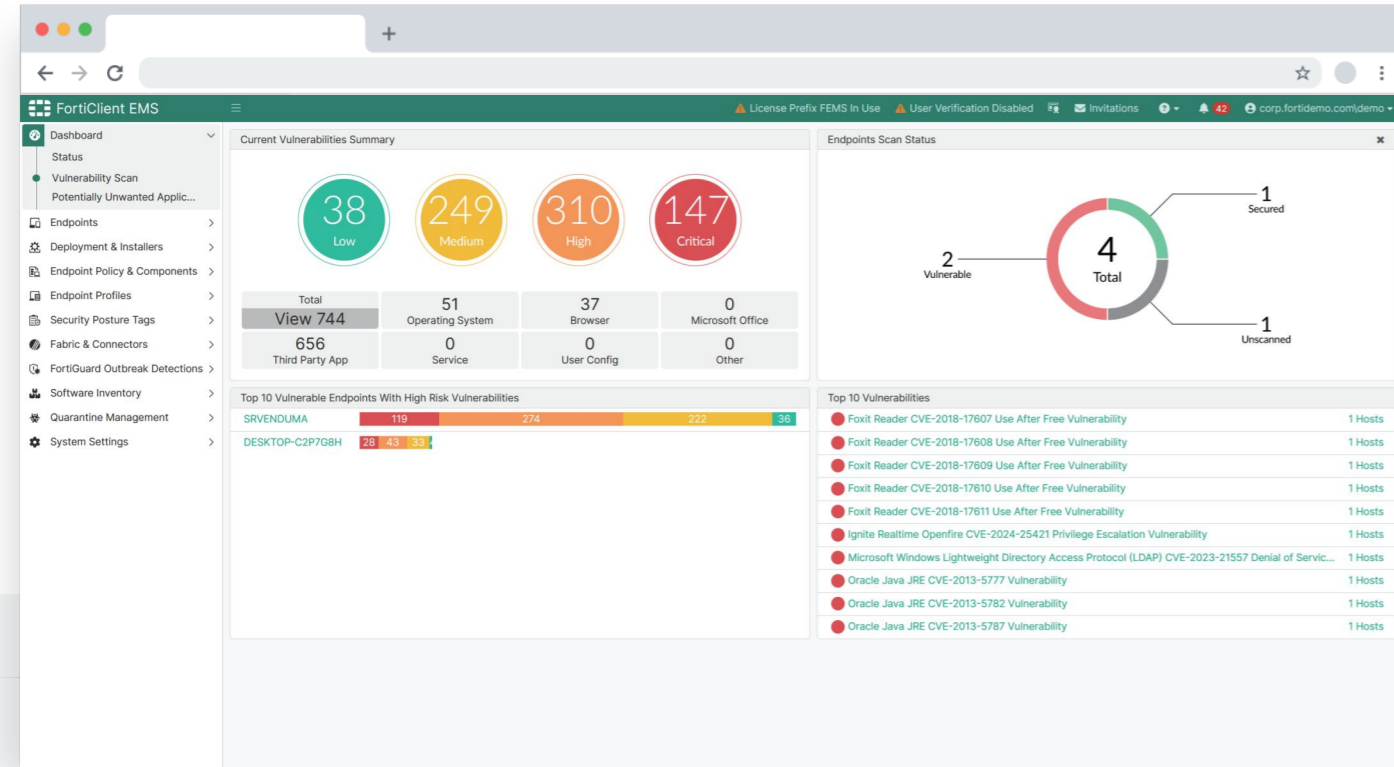 FortiClient EMS
License Prefix FEMS In Use User Verification Disabled Invitations 42 corp.fortidemo.com\demo
Dashboard
Status
Vulnerability Scan
Potentially Unwanted Applic...
Endpoints
Deployment & Installers
Endpoint Policy & Components
Endpoint Profiles
Security Posture Tags
Fabric & Connectors
FortiGuard Outbreak Detections
Software Inventory
Quarantine Management
System Settings
Current Vulnerabilities Summary
38 249 310 147
Low Medium High Critical
Total 51 37 0
View 744 Operating System Browser Microsoft Office
656 0 0 0
Third Party App Service User Config Other
Endpoints Scan Status
1
Secured
2
Vulnerable
4
Total
1
Unscanned
Top 10 Vulnerable Endpoints With High Risk Vulnerabilities
SRVENDUMA 119 274 222 36
DESKTOP-C2P7G8H 28 43 33
Top 10 Vulnerabilities
Foxit Reader CVE-2018-17607 Use After Free Vulnerability 1 Hosts
Foxit Reader CVE-2018-17608 Use After Free Vulnerability 1 Hosts
Foxit Reader CVE-2018-17609 Use After Free Vulnerability 1 Hosts
Foxit Reader CVE-2018-17610 Use After Free Vulnerability 1 Hosts
Foxit Reader CVE-2018-17611 Use After Free Vulnerability 1 Hosts
Ignite Realtime Openfire CVE-2024-25421 Privilege Escalation Vulnerability 1 Hosts
Microsoft Windows Lightweight Directory Access Protocol (LDAP) CVE-2023-21557 Denial of Servic... 1 Hosts
Oracle Java JRE CVE-2013-5777 Vulnerability 1 Hosts
Oracle Java JRE CVE-2013-5782 Vulnerability 1 Hosts
Oracle Java JRE CVE-2013-5787 Vulnerability 1 Hosts